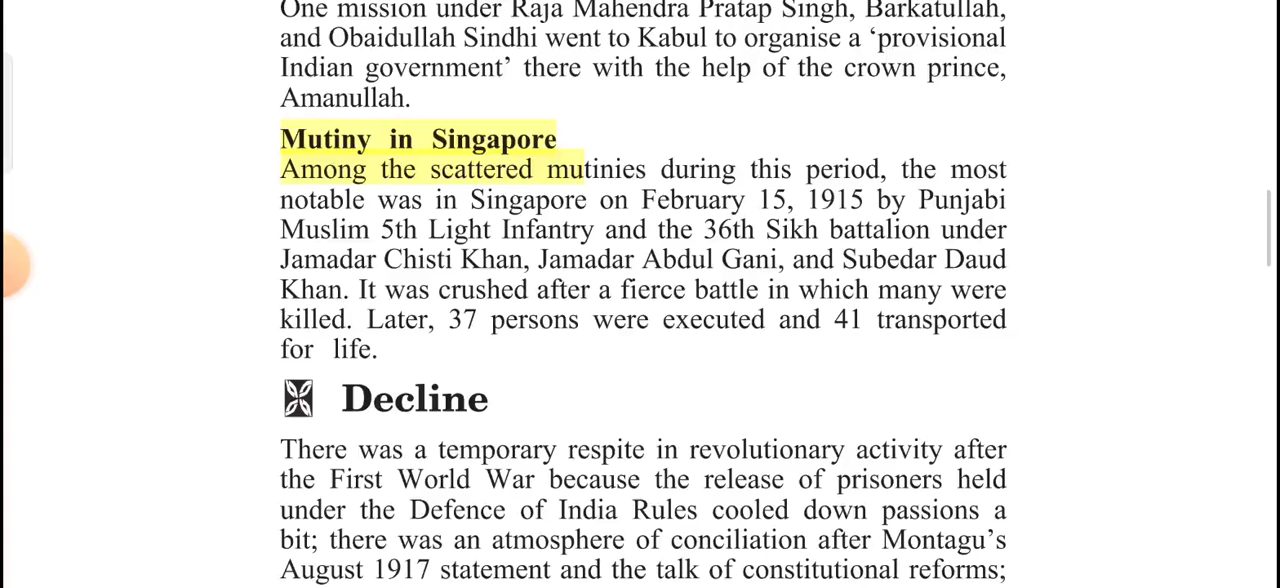 One mission under Raja Mahendra Pratap Singh, Barkatullah,
and Obaidullah Sindhi went to Kabul to organise a ‘provisional
Indian government’ there with the help of the crown prince,
Amanullah.
Mutiny in Singapore
Among the scattered mutinies during this period, the most
notable was in Singapore on February 15, 1915 by Punjabi
Muslim 5th Light Infantry and the 36th Sikh battalion under
Jamadar Chisti Khan, Jamadar Abdul Gani, and Subedar Daud
Khan. It was crushed after a fierce battle in which many were
killed. Later, 37 persons were executed and 41 transported
for life.
Decline
There was a temporary respite in revolutionary activity after
the First World War because the release of prisoners held
under the Defence of India Rules cooled down passions a
bit; there was an atmosphere of conciliation after Montagu’s
August 1917 statement and the talk of constitutional reforms;